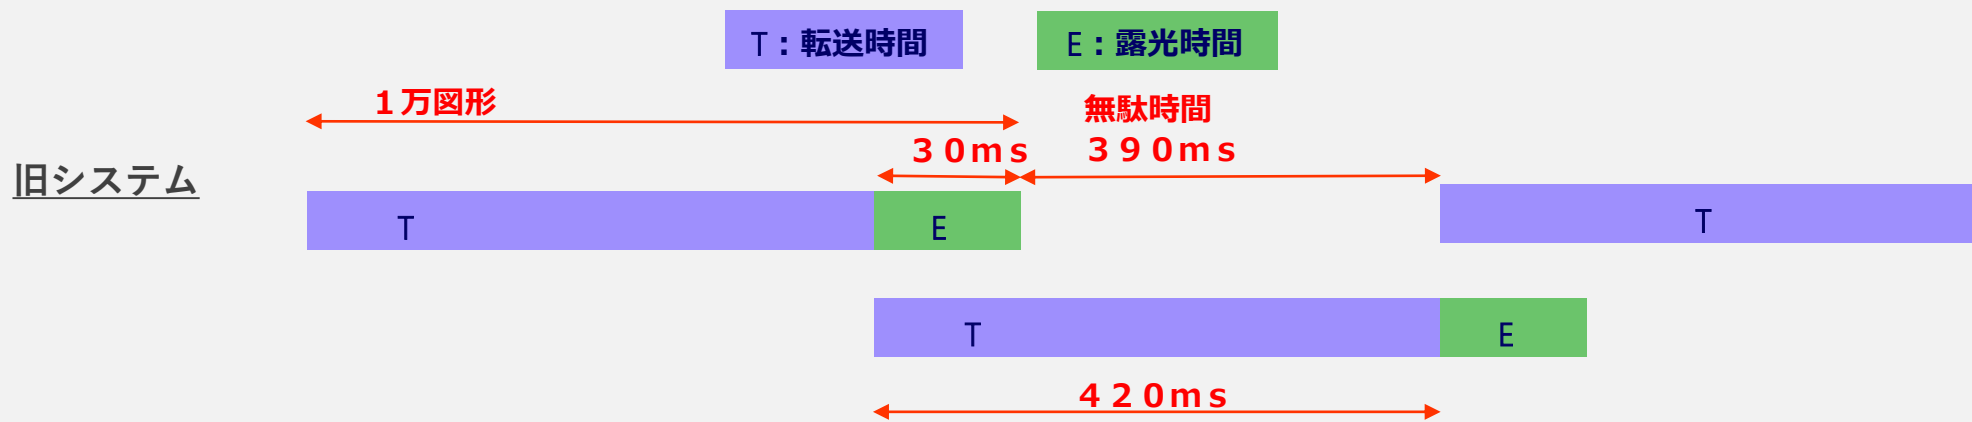 T：転送時間
E：露光時間
１万図形
無駄時間
３０ｍｓ
３９０ｍｓ
旧システム
T
E
T
T
E
４２０ｍｓ